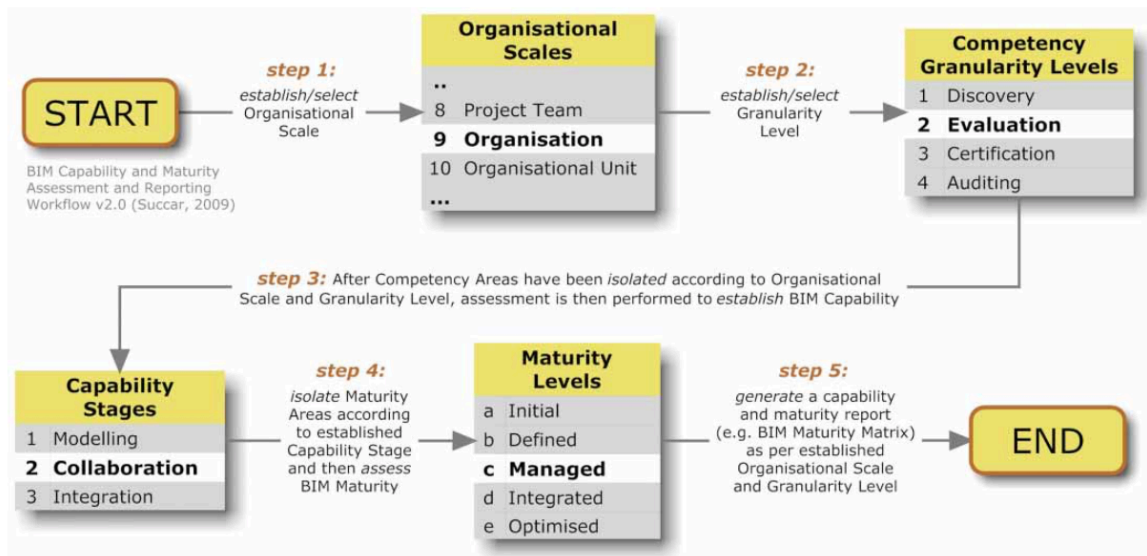 START
BIM Capability and Maturity
Assessment and Reporting
Workflow v2.0 (Succar, 2009)
step 1:
establish/select
Organisational
Scale
Organisational
Scales
..
8 Project Team
9 Organisation
10 Organisational Unit
...
step 2:
establish/select
Granularity
Level
Competency
Granularity Levels
1 Discovery
2 Evaluation
3 Certification
4 Auditing
step 3: After Competency Areas have been isolated according to Organisational
Scale and Granularity Level, assessment is then performed to establish BIM Capability
Capability
Stages
1 Modelling
2 Collaboration
3 Integration
step 4:
isolate Maturity
Areas according
to established
Capability Stage
and then assess
BIM Maturity
Maturity
Levels
a Initial
b Defined
c Managed
d Integrated
e Optimised
step 5:
generate a capability
and maturity report
(e.g. BIM Maturity Matrix)
as per established
Organisational Scale
and Granularity Level
END